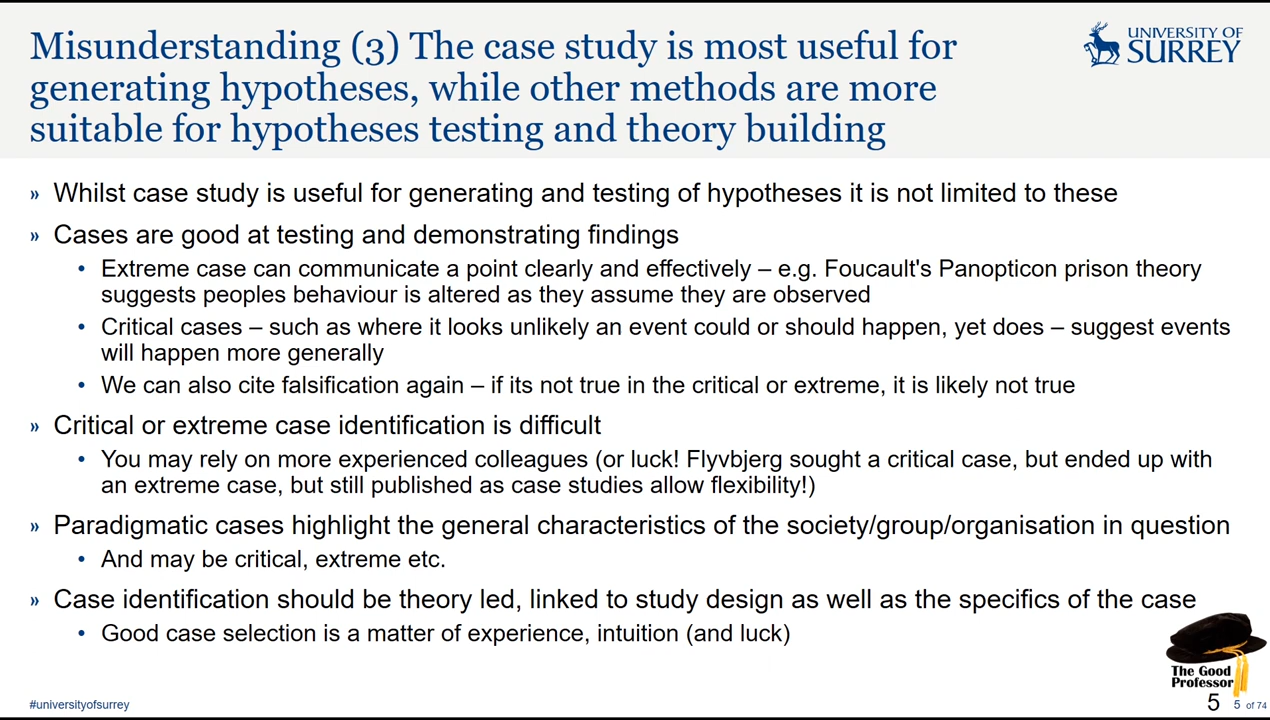 Misunderstanding (3) The case study is most useful for
generating hypotheses, while other methods are more
suitable for hypotheses testing and theory building
UNIVERSITY OF
SURREY
» Whilst case study is useful for generating and testing of hypotheses it is not limited to these
» Cases are good at testing and demonstrating findings
• Extreme case can communicate a point clearly and effectively – e.g. Foucault's Panopticon prison theory
suggests peoples behaviour is altered as they assume they are observed
• Critical cases – such as where it looks unlikely an event could or should happen, yet does – suggest events
will happen more generally
• We can also cite falsification again – if its not true in the critical or extreme, it is likely not true
» Critical or extreme case identification is difficult
• You may rely on more experienced colleagues (or luck! Flyvbjerg sought a critical case, but ended up with
an extreme case, but still published as case studies allow flexibility!)
» Paradigmatic cases highlight the general characteristics of the society/group/organisation in question
• And may be critical, extreme etc.
» Case identification should be theory led, linked to study design as well as the specifics of the case
• Good case selection is a matter of experience, intuition (and luck)
The Good
Professor
#universityofsurrey
5 5 of 74